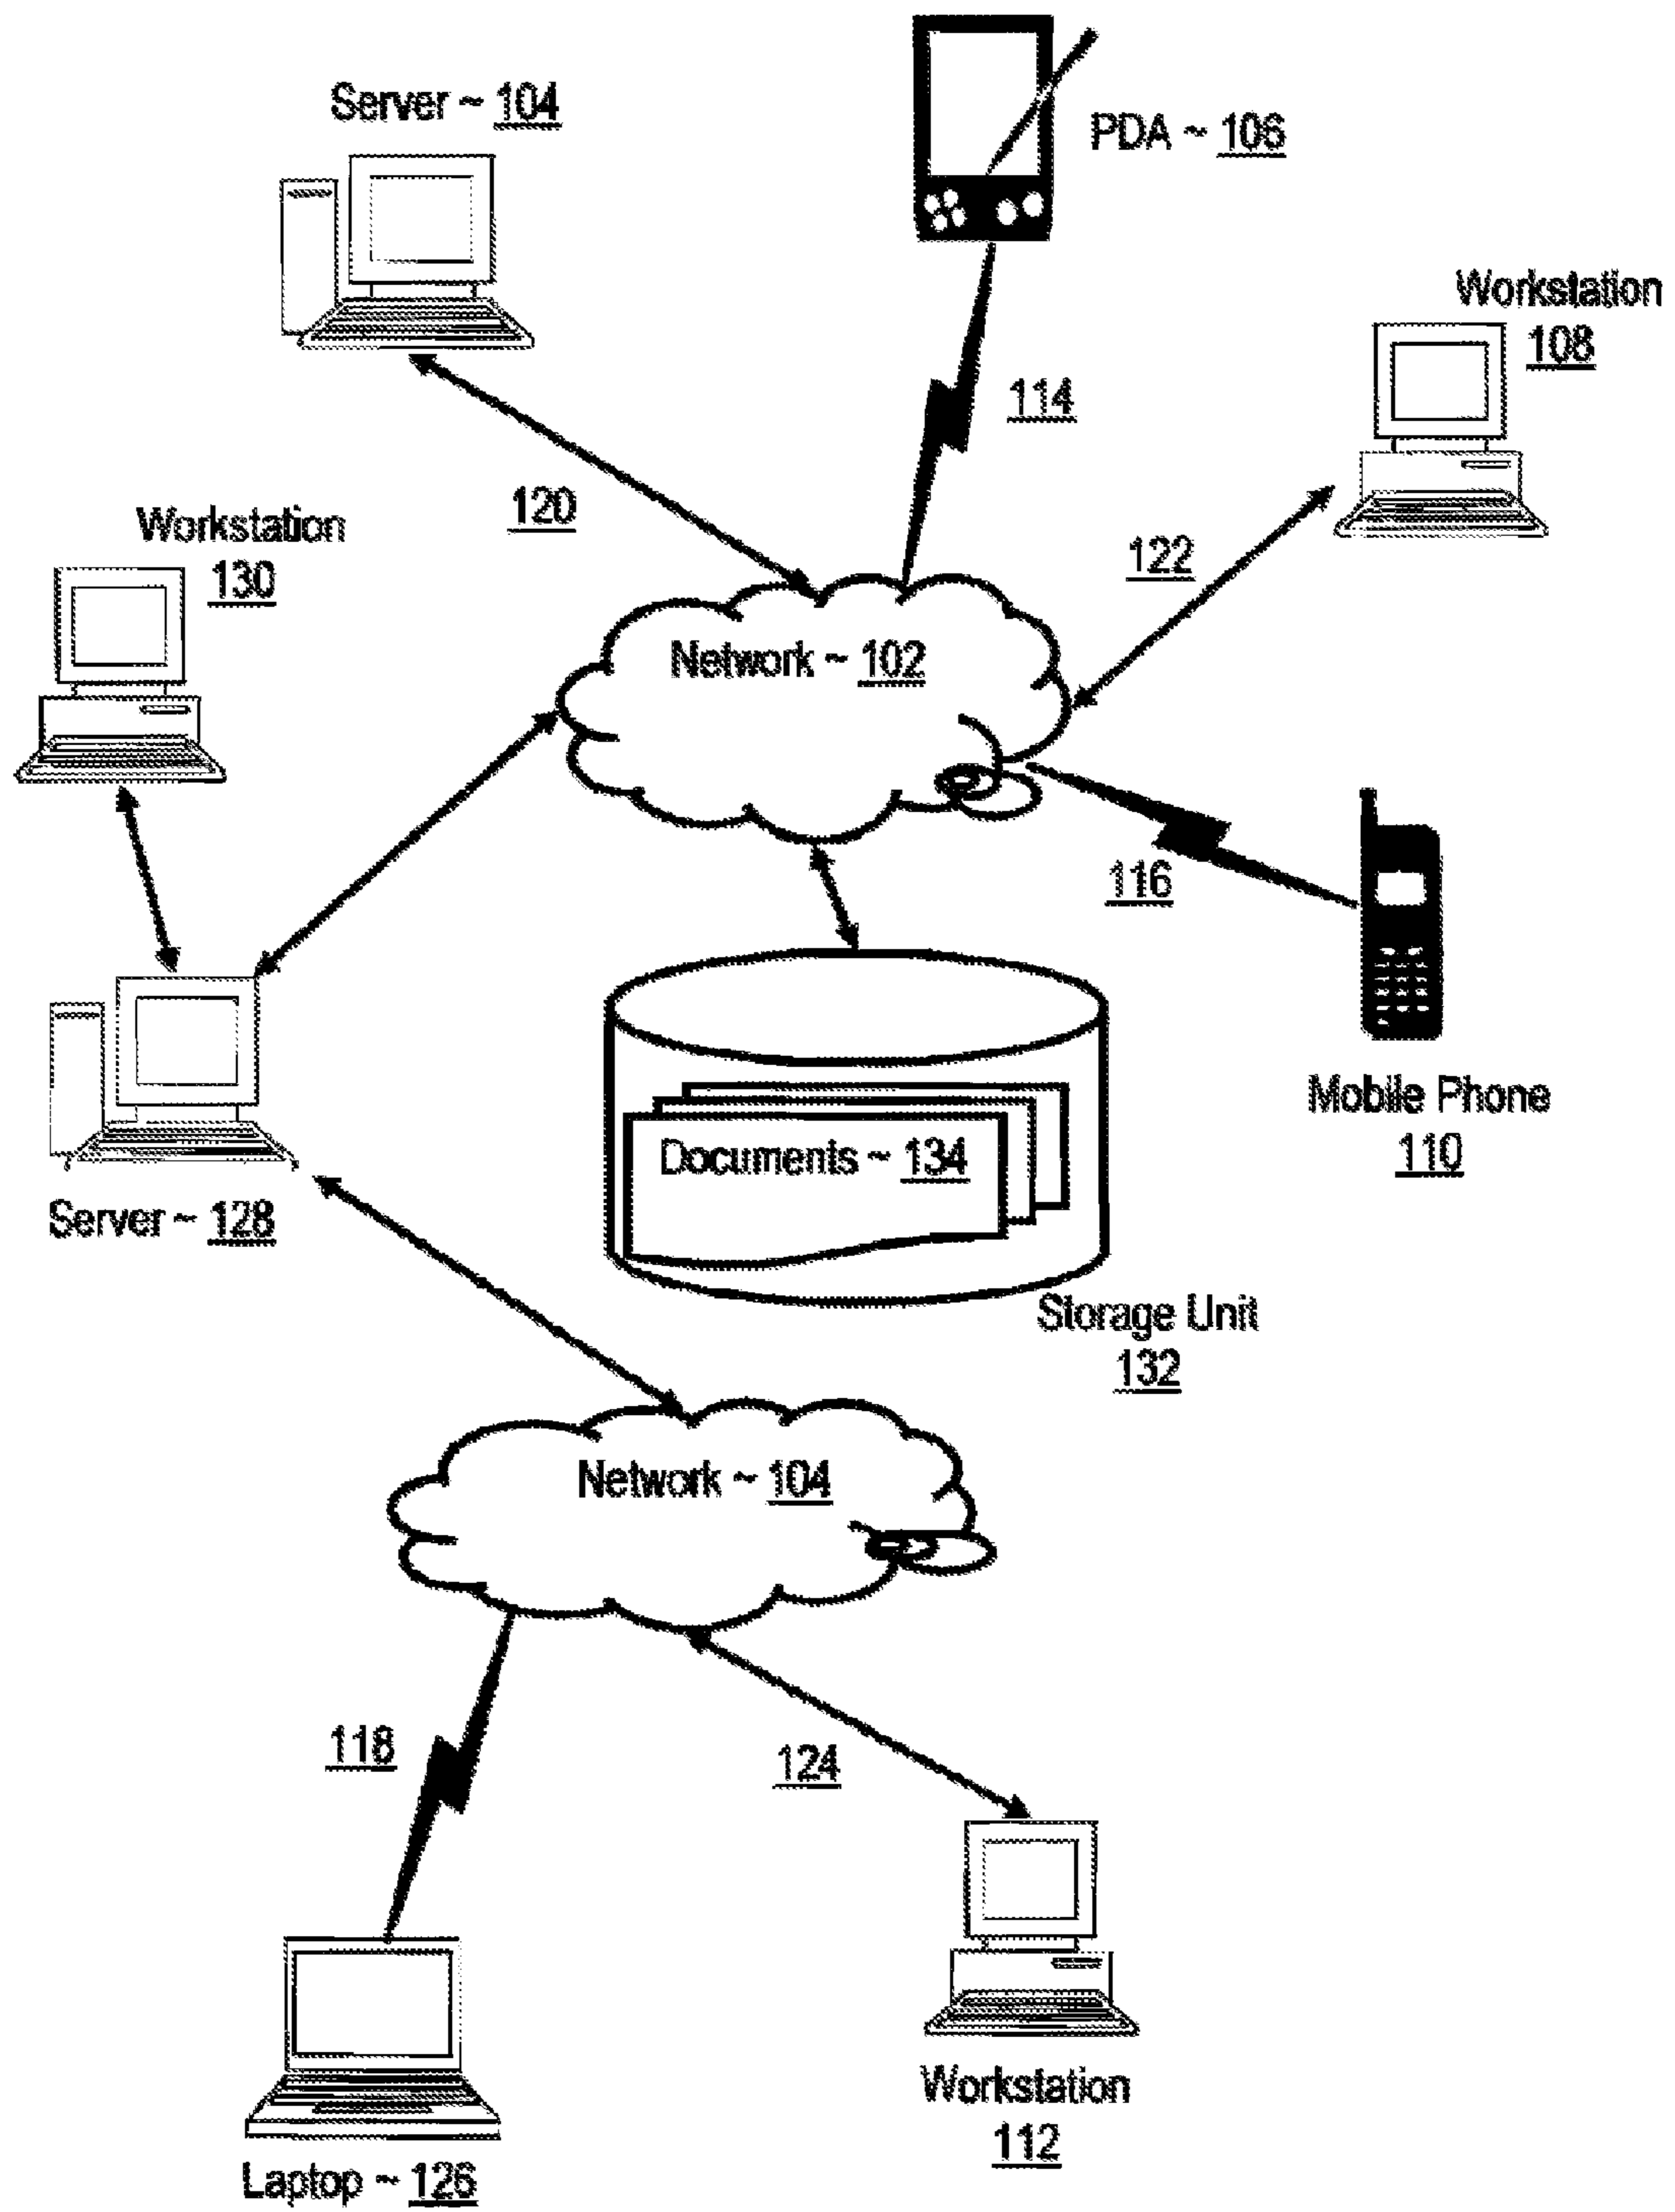 Server ~ 104
PDA ~ 106
Workstation
108
114
120
Workstation
130
122
Network ~ 102
116
Mobile Phone
110
Documents ~ 134
Server ~ 128
Storage Unit
132
Network ~ 104
118
124
Workstation
112
Laptop ~ 126